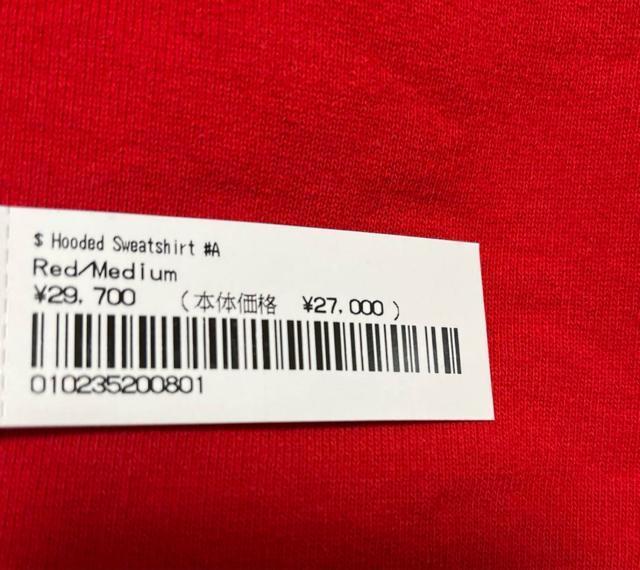 $ Hooded Sweatshirt #A
Red/Medium
¥29,700 (本体価格 ¥27,000)
010235200801